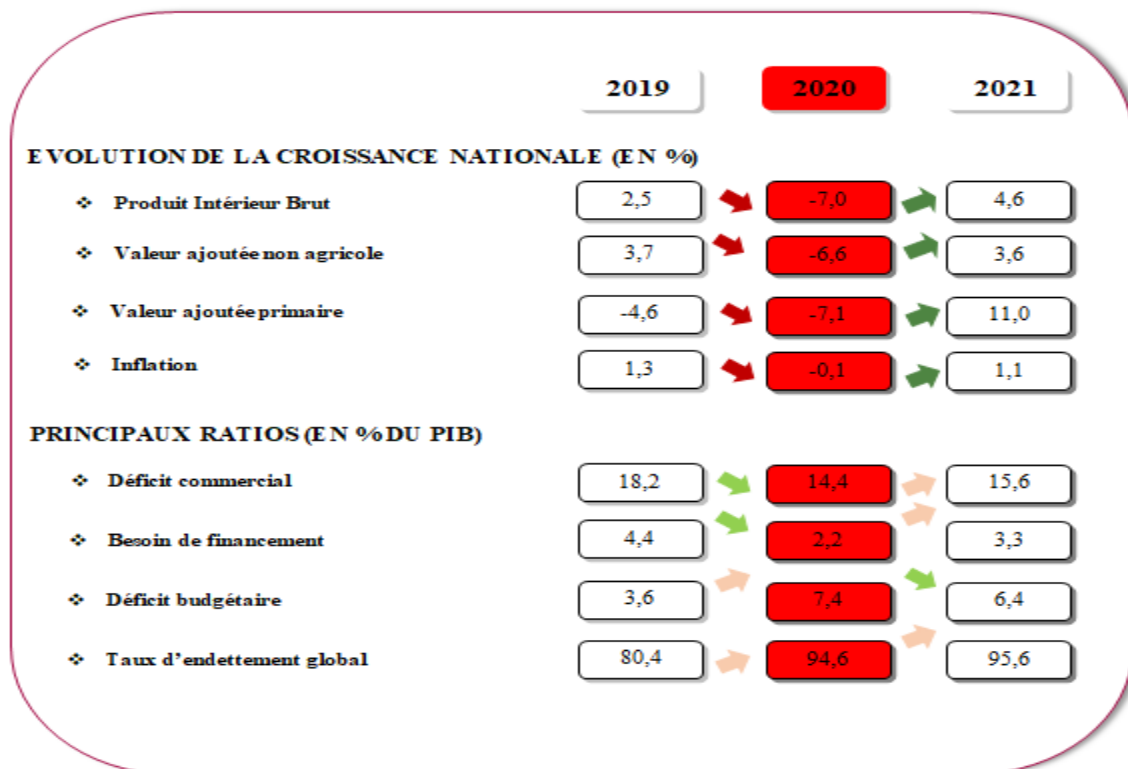 2019 2020 2021
EVOLUTION DE LA CROISSANCE NATIONALE (EN %)
Produit Intérieur Brut 2,5 -7,0 4,6
Valeur ajoutée non agricole 3,7 -6,6 3,6
Valeur ajoutée primaire -4,6 -7,1 11,0
Inflation 1,3 -0,1 1,1
PRINCIPAUX RATIOS (EN % DU PIB)
Déficit commercial 18,2 14,4 15,6
Besoin de financement 4,4 2,2 3,3
Déficit budgétaire 3,6 7,4 6,4
Taux d’endettement global 80,4 94,6 95,6